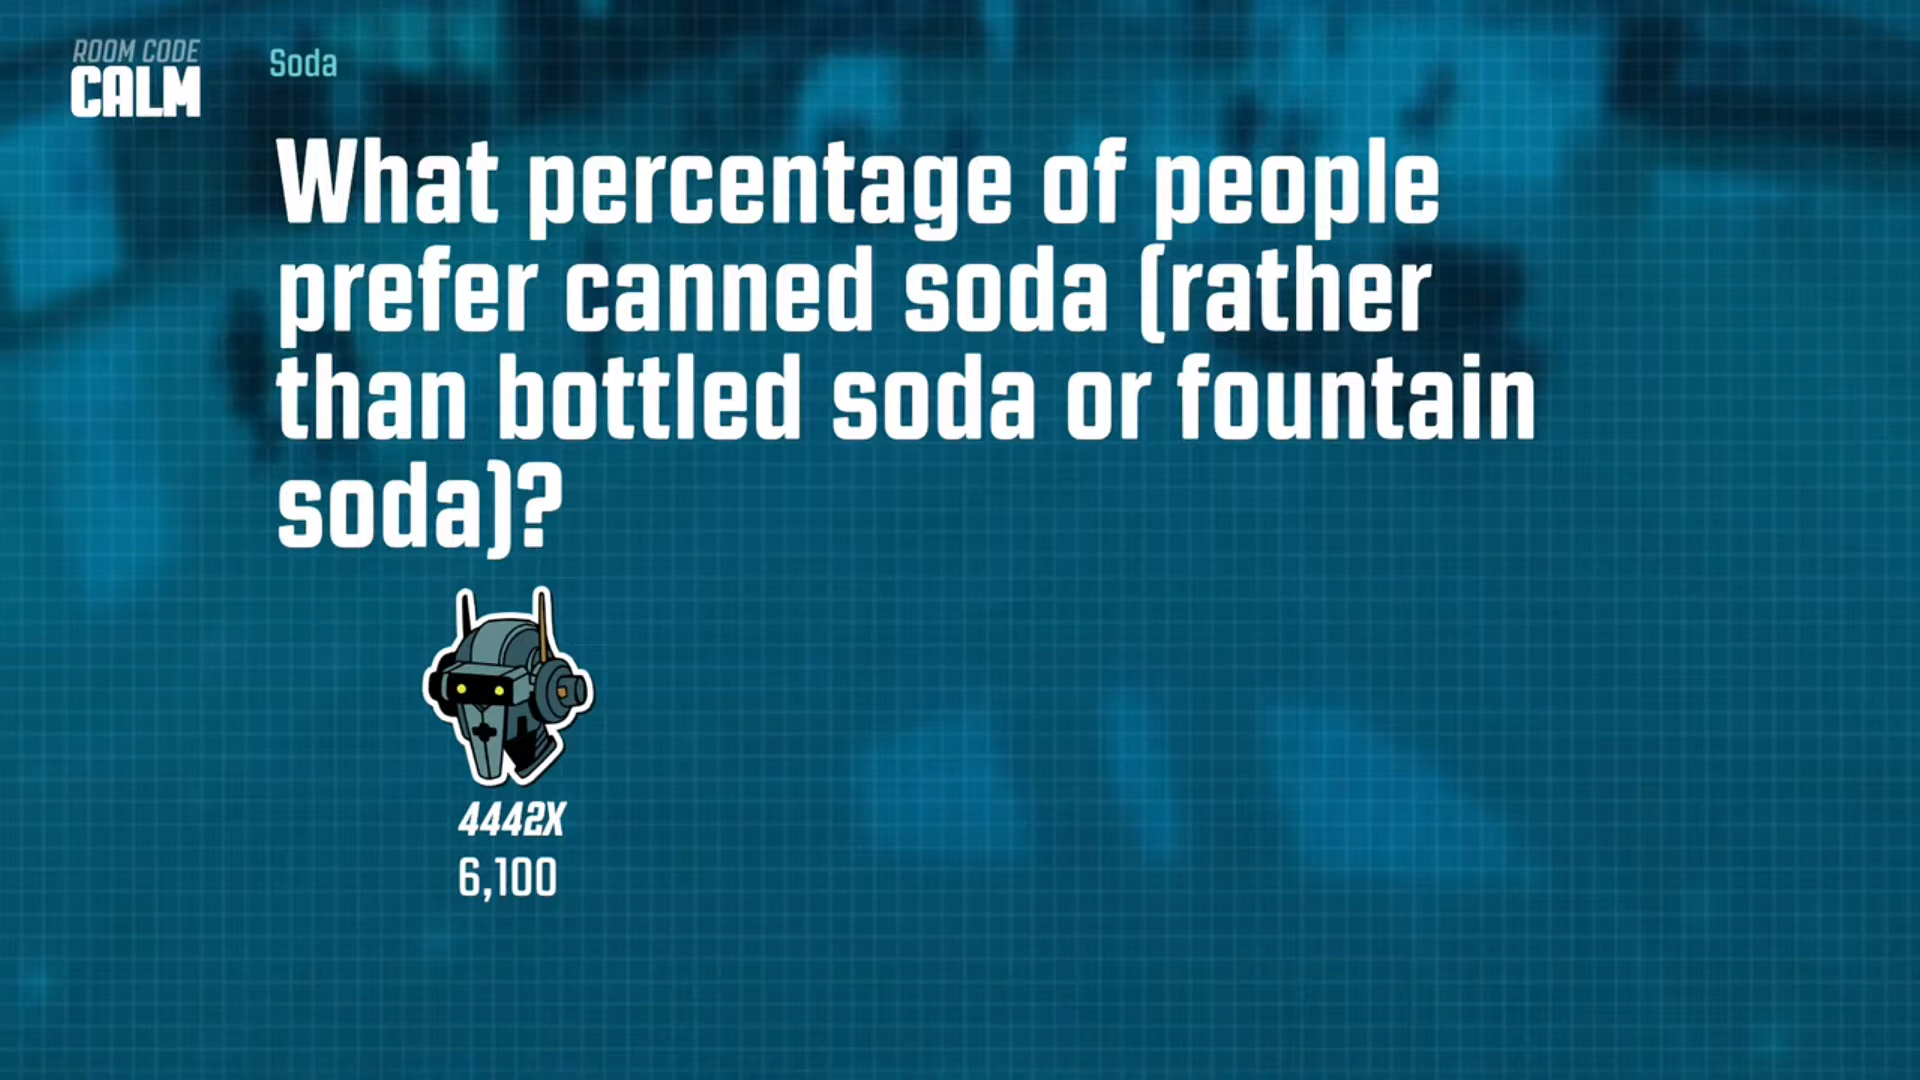 ROOM CODE
CALM
Soda
What percentage of people
prefer canned soda (rather
than bottled soda or fountain
soda)?
4442X
6,100